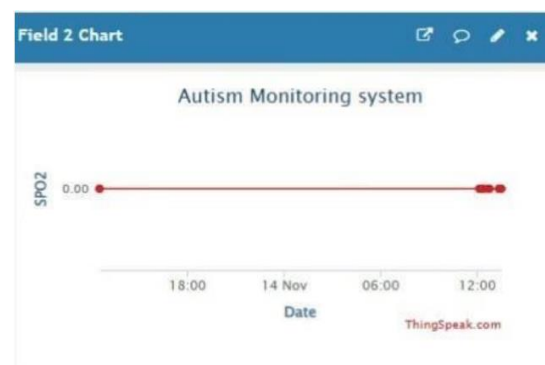 Field 2 Chart
Autism Monitoring system
SPO2
0.00
18:00 14 Nov 06:00 12:00
Date
ThingSpeak.com